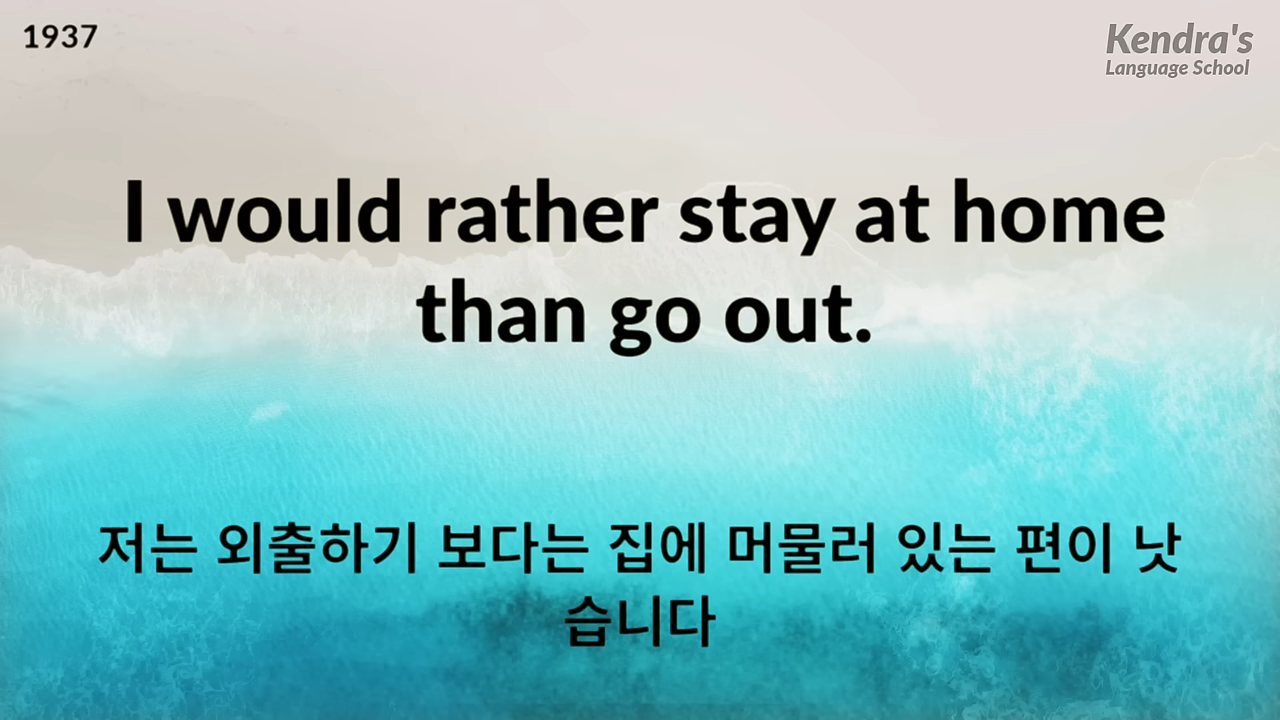 1937
Kendra's
Language School
I would rather stay at home
than go out.
저는 외출하기 보다는 집에 머물러 있는 편이 낫
습니다